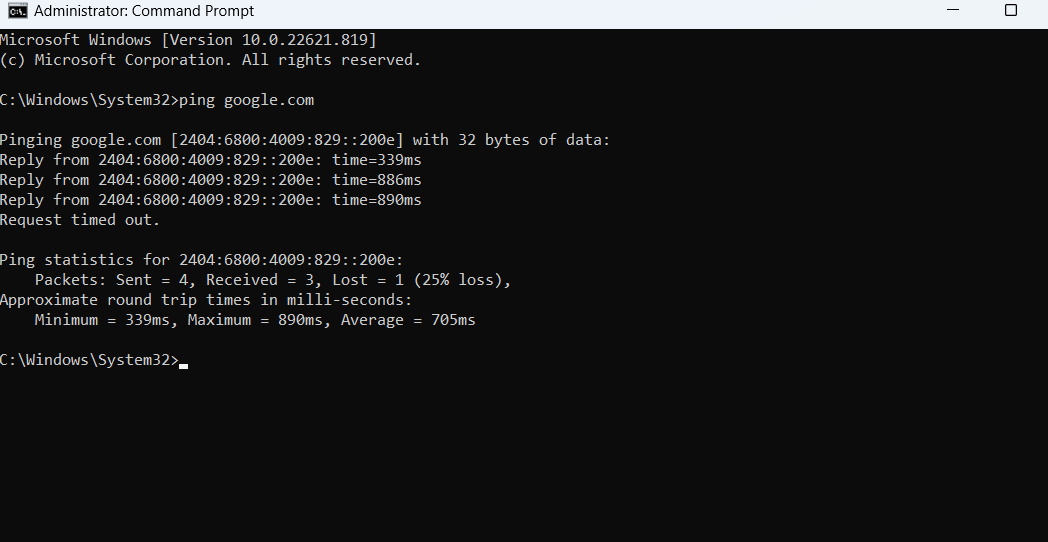 Administrator: Command Prompt
Microsoft Windows [Version 10.0.22621.819]
(c) Microsoft Corporation. All rights reserved.
C:\Windows\System32>ping google.com
Pinging google.com [2404:6800:4009:829::200e] with 32 bytes of data:
Reply from 2404:6800:4009:829::200e: time=339ms
Reply from 2404:6800:4009:829::200e: time=886ms
Reply from 2404:6800:4009:829::200e: time=890ms
Request timed out.
Ping statistics for 2404:6800:4009:829::200e:
    Packets: Sent = 4, Received = 3, Lost = 1 (25% loss),
Approximate round trip times in milli-seconds:
    Minimum = 339ms, Maximum = 890ms, Average = 705ms
C:\Windows\System32>